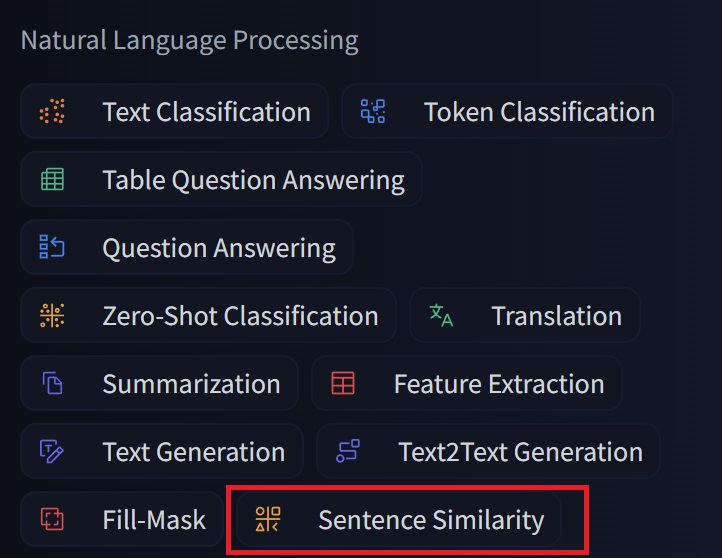 Natural Language Processing
Text Classification
Token Classification
Table Question Answering
Question Answering
Zero-Shot Classification
Translation
Summarization
Feature Extraction
Text Generation
Text2Text Generation
Fill-Mask
Sentence Similarity